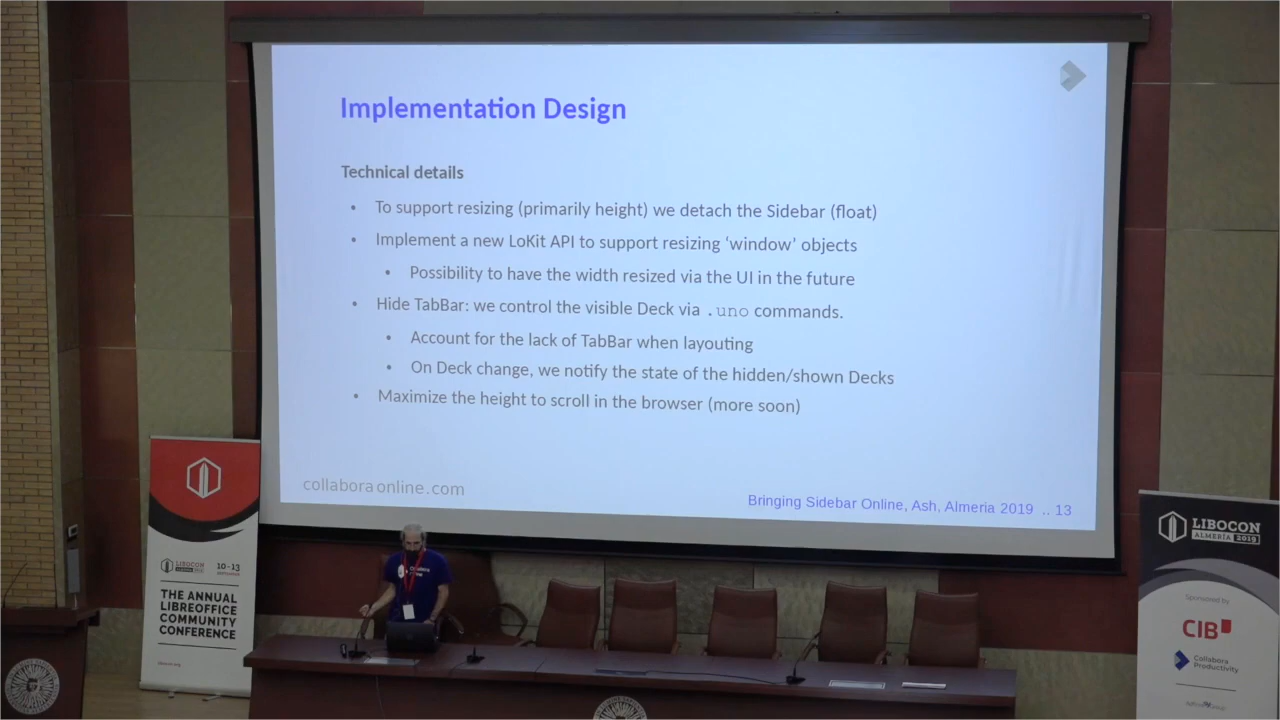 Implementation Design
Technical details
• To support resizing (primarily height) we detach the Sidebar (float)
• Implement a new LoKit API to support resizing ‘window’ objects
• Possibility to have the width resized via the UI in the future
• Hide TabBar: we control the visible Deck via .uno commands.
• Account for the lack of TabBar when layouting
• On Deck change, we notify the state of the hidden/shown Decks
• Maximize the height to scroll in the browser (more soon)
collaboraonline.com
Bringing Sidebar Online, Ash, Almeria 2019 .. 13
LIBOCON
10-13
THE ANNUAL
LIBREOFFICE
COMMUNITY
CONFERENCE
LIBOCON
ALMERÍA 2019
Sponsored by
CIB
Collabora
Productivity